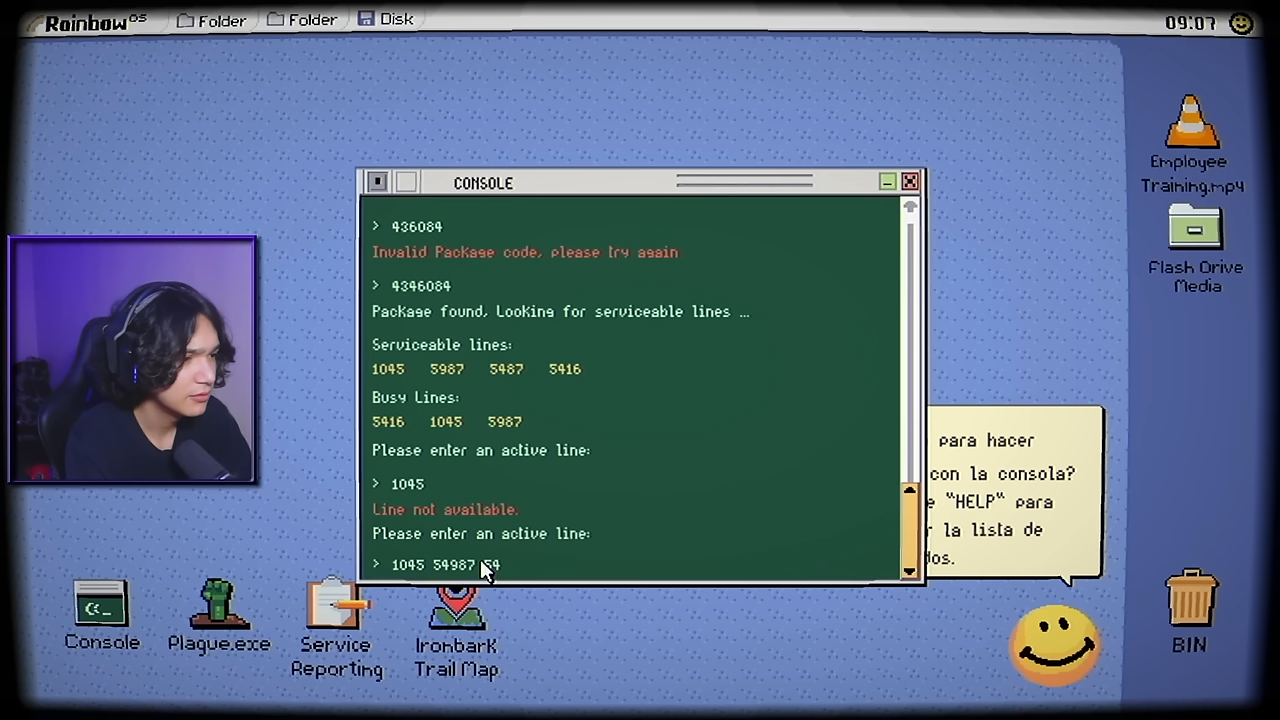 RainbowOS
Folder
Folder
Disk
09:07
Employee
Training.mp4
Flash Drive
Media
CONSOLE
> 436084
Invalid Package code, please try again
> 4346084
Package found, Looking for serviceable lines ...
Serviceable lines:
1045 5987 5487 5416
Busy Lines:
5416 1045 5987
Please enter an active line:
> 1045
Line not available.
Please enter an active line:
> 1045 54987 54
para hacer
con la consola?
e "HELP" para
r la lista de
dos.
Console
Plague.exe
Service
Reporting
Ironbark
Trail Map
BIN